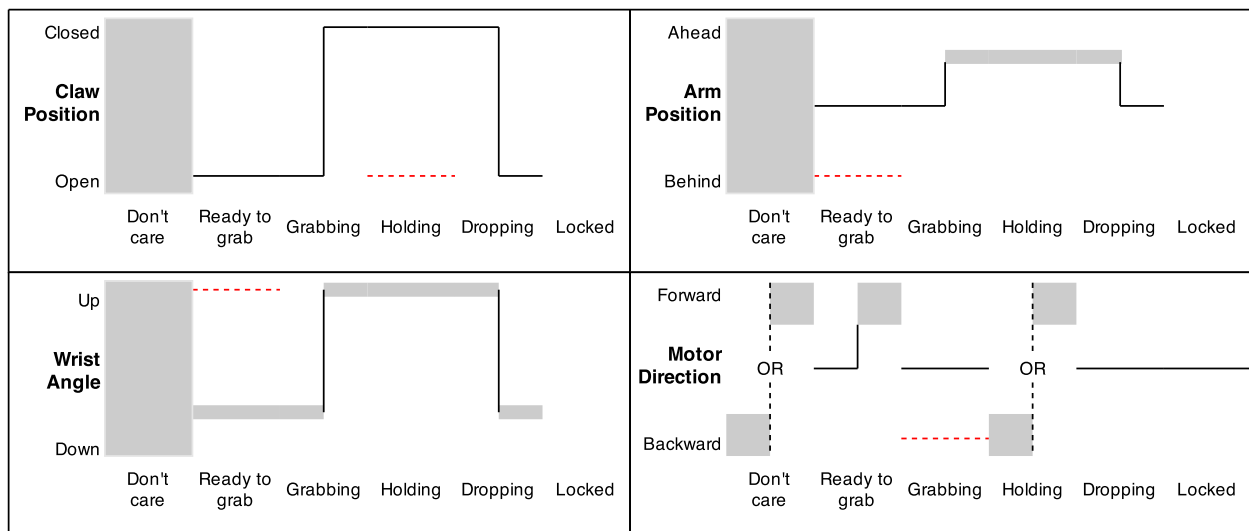 Closed
Claw
Position
Open
Don't
care
Ready to
grab
Grabbing
Holding
Dropping
Locked
Ahead
Arm
Position
Behind
Don't
care
Ready to
grab
Grabbing
Holding
Dropping
Locked
Up
Wrist
Angle
Down
Don't
care
Ready to
grab
Grabbing
Holding
Dropping
Locked
Forward
Motor
Direction
OR
OR
Backward
Don't
care
Ready to
grab
Grabbing
Holding
Dropping
Locked